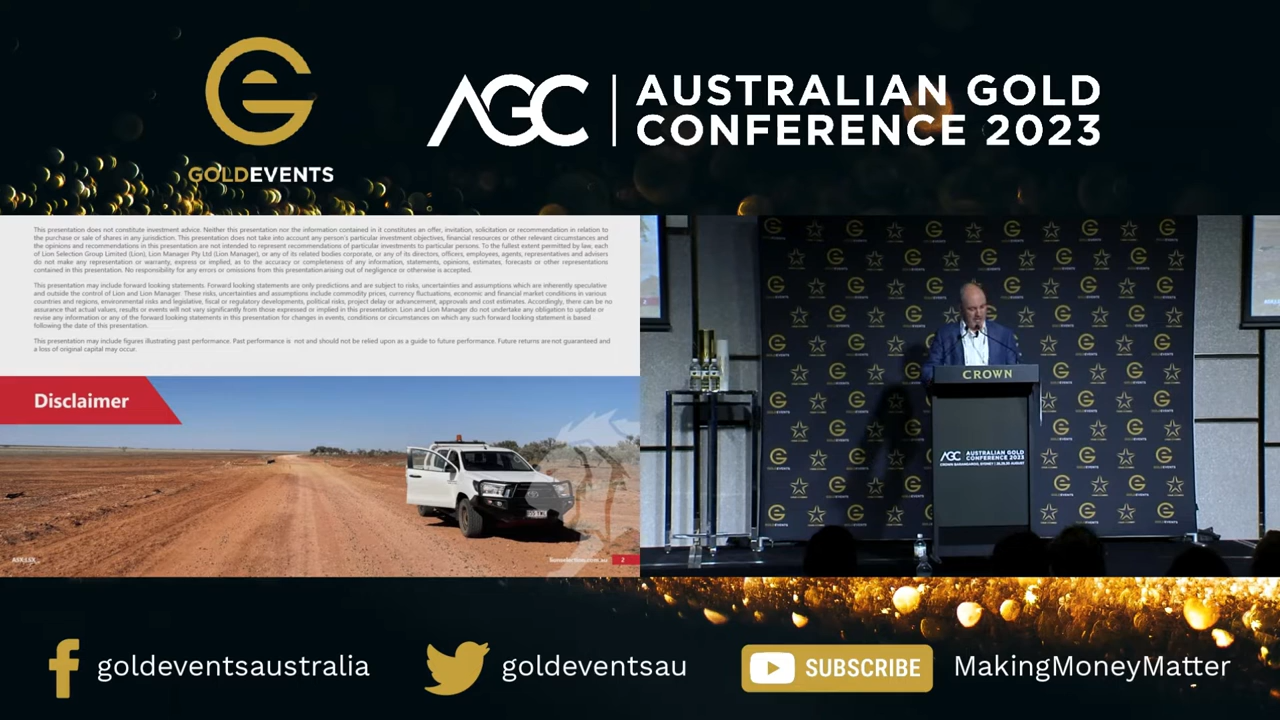 GOLDEVENTS
AGC
AUSTRALIAN GOLD
CONFERENCE 2023
This presentation does not constitute investment advice. Neither this presentation nor the information contained in it constitutes an offer, invitation, solicitation or recommendation in relation to
the purchase or sale of shares in any jurisdiction. This presentation does not take into account any person's particular investment objectives, financial resources or other relevant circumstances and
the opinions and recommendations in this presentation are not intended to represent recommendations of particular investments to particular persons. To the fullest extent permitted by law, each
of Lion Selection Group Limited (Lion), Lion Manager Pty Ltd (Lion Manager), or any of its related bodies corporate, or any of its directors, officers, employees, agents, representatives and advisers
do not make any representation or warranty, express or implied, as to the accuracy or completeness of any information, statements, opinions, estimates, forecasts or other representations
contained in this presentation. No responsibility for any errors or omissions from this presentation arising out of negligence or otherwise is accepted.
This presentation may include forward looking statements. Forward looking statements are only predictions and are subject to risks, uncertainties and assumptions which are inherently speculative
and outside the control of Lion and Lion Manager. These risks, uncertainties and assumptions include commodity prices, currency fluctuations, economic and financial market conditions in various
countries and regions, environmental risks and legislative, fiscal or regulatory developments, political risks, project delay or advancement, approvals and cost estimates. Accordingly, there can be no
assurance that actual values, results or events will not vary significantly from those expressed or implied in this presentation. Lion and Lion Manager do not undertake any obligation to update or
revise any information or any of the forward looking statements in this presentation for changes in events, conditions or circumstances on which any such forward looking statement is based
following the date of this presentation.
This presentation may include figures illustrating past performance. Past performance is not and should not be relied upon as a guide to future performance. Future returns are not guaranteed and
a loss of original capital may occur.
Disclaimer
ASX:LSX
lionselection.com.au
2
CROWN
AGC AUSTRALIAN GOLD
CONFERENCE 2023
goldeventsaustralia
goldeventsau
SUBSCRIBE
MakingMoneyMatter